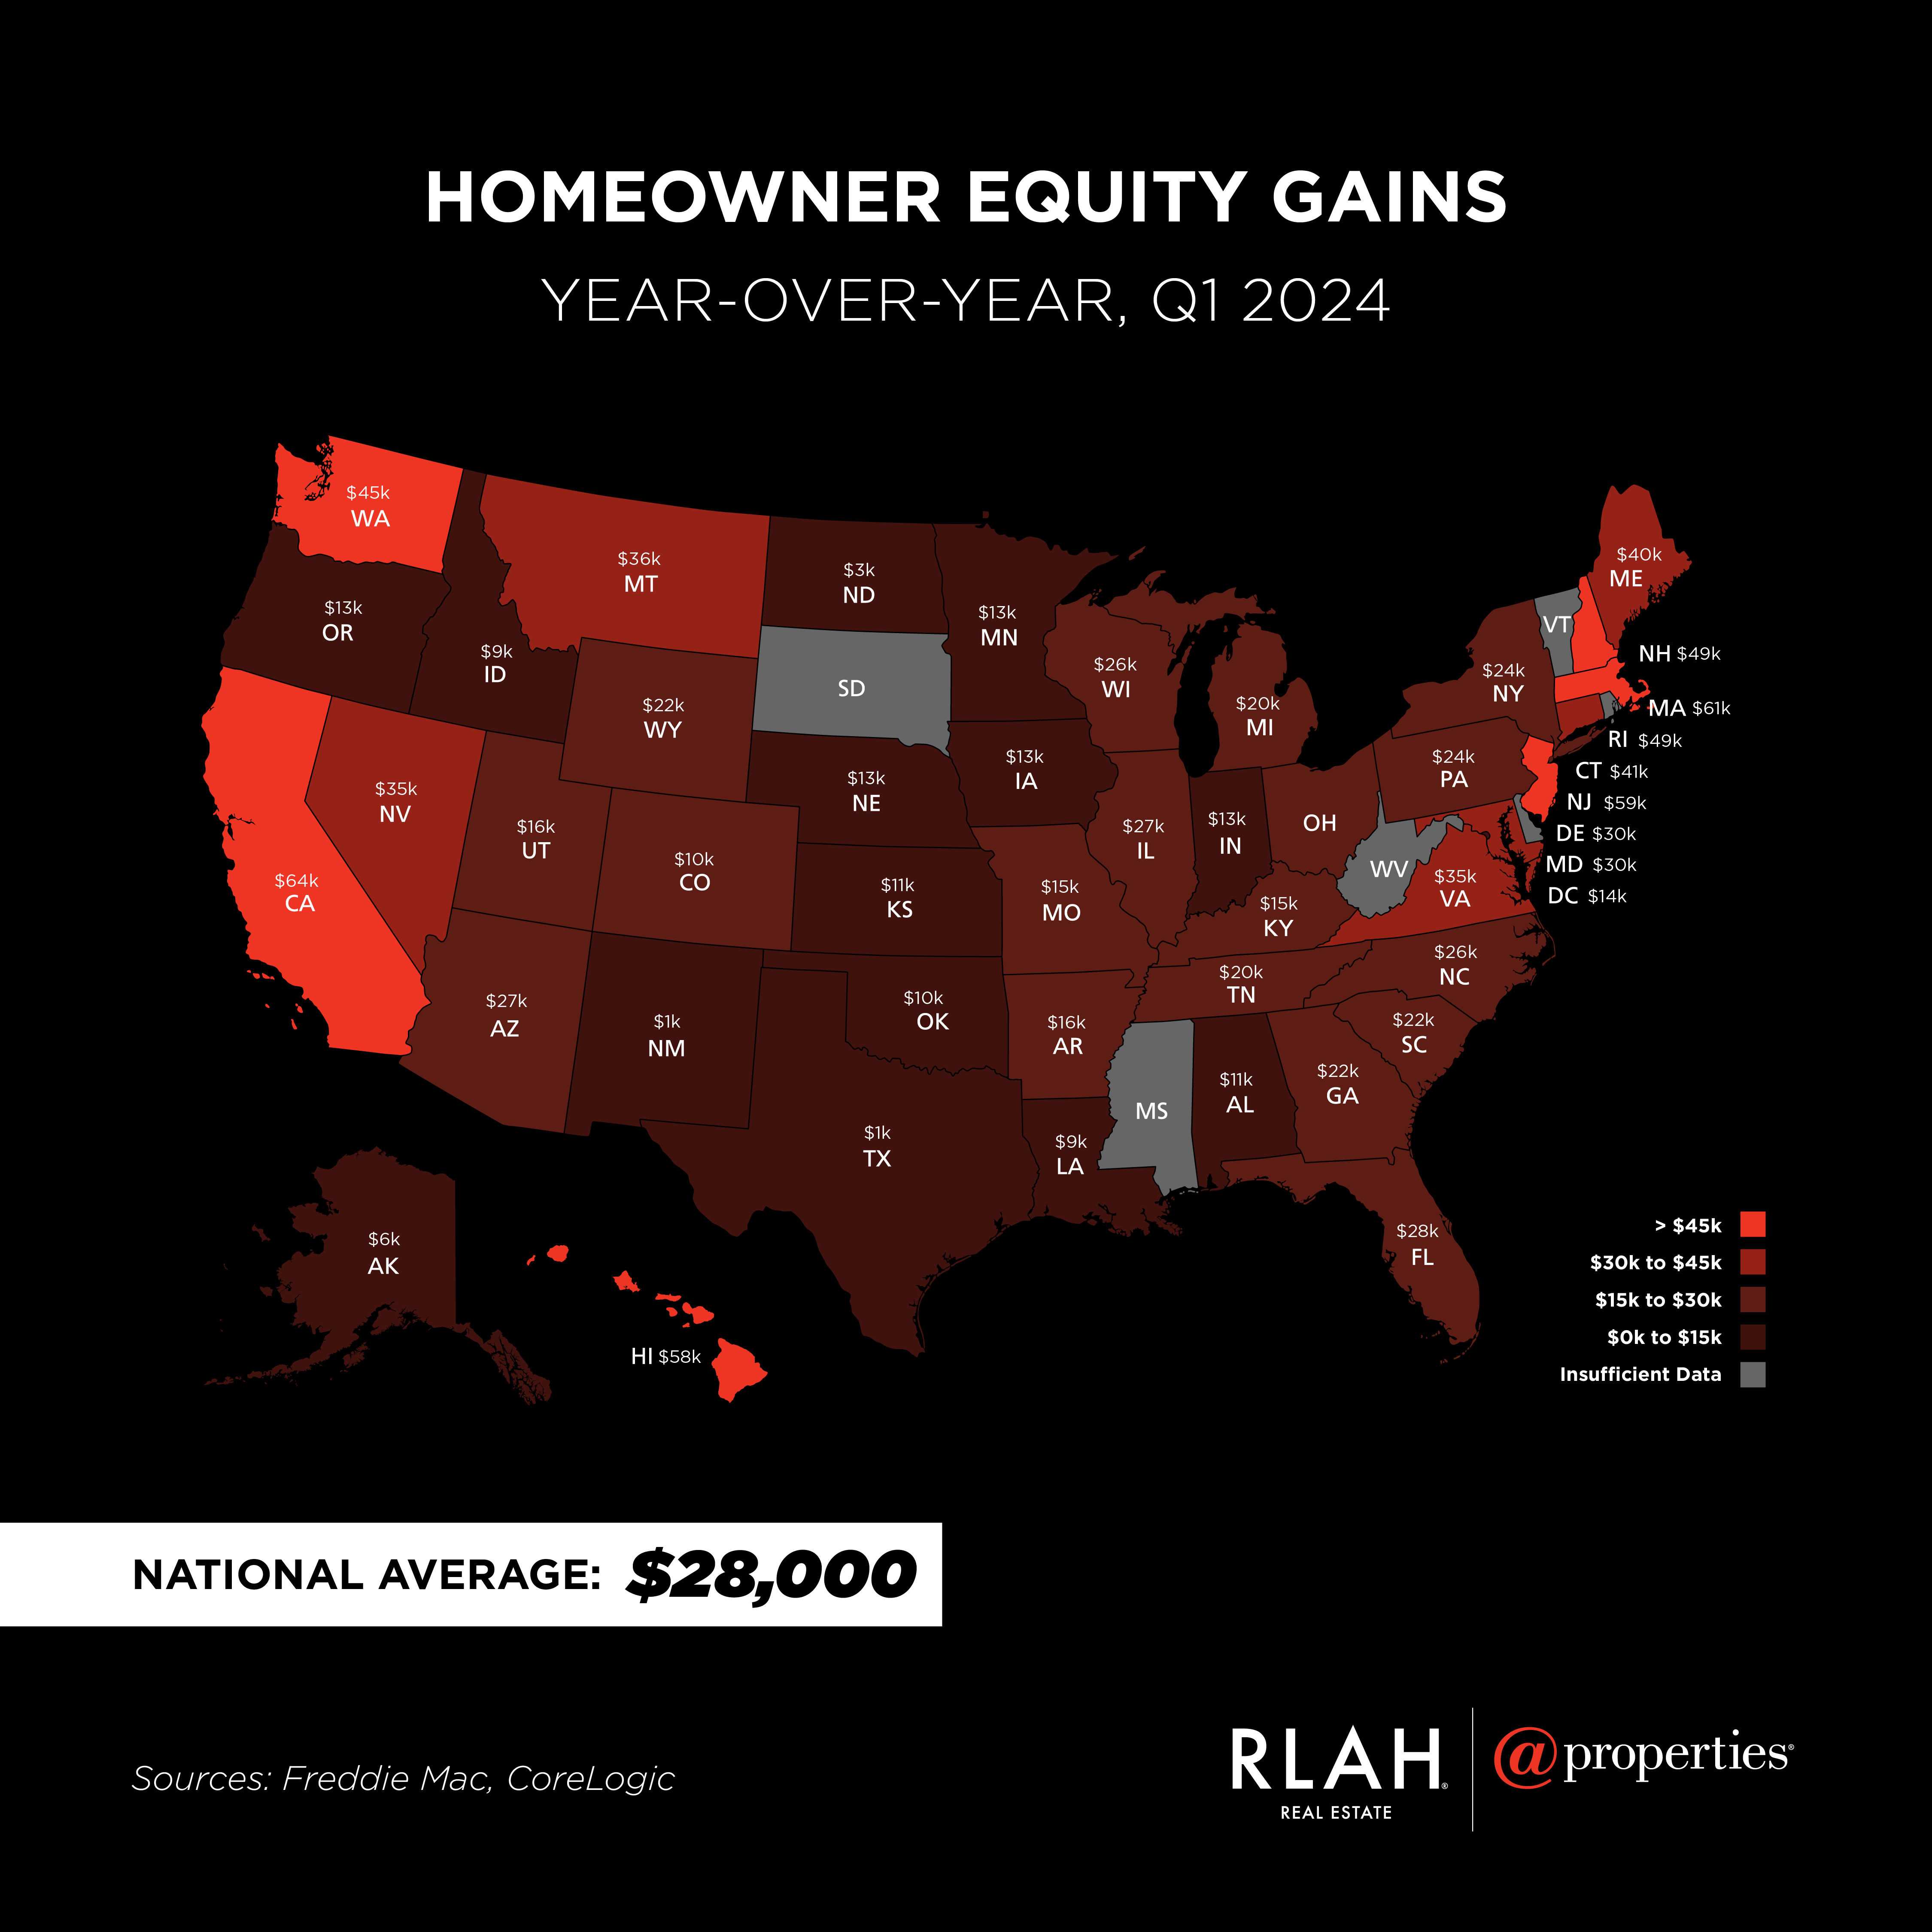 HOMEOWNER EQUITY GAINS
YEAR-OVER-YEAR, Q1 2024
$45k
WA
$13k
OR
$9k
ID
$36k
MT
$3k
ND
$13k
MN
SD
$22k
WY
$26k
WI
$20k
MI
$40k
ME
VT
NH $49k
$24k
NY
MA $61k
RI $49k
CT $41k
NJ $59k
DE $30k
MD $30k
DC $14k
$24k
PA
$35k
NV
$16k
UT
$10k
CO
$13k
NE
$13k
IA
$27k
IL
$13k
IN
OH
WV
$35k
VA
$64k
CA
$11k
KS
$15k
MO
$15k
KY
$26k
NC
$20k
TN
$27k
AZ
$1k
NM
$10k
OK
$16k
AR
$22k
SC
MS
$11k
AL
$22k
GA
$1k
TX
$9k
LA
$28k
FL
$6k
AK
HI $58k
> $45k
$30k to $45k
$15k to $30k
$0k to $15k
Insufficient Data
NATIONAL AVERAGE: $28,000
Sources: Freddie Mac, CoreLogic
RLAH®
REAL ESTATE
@properties®